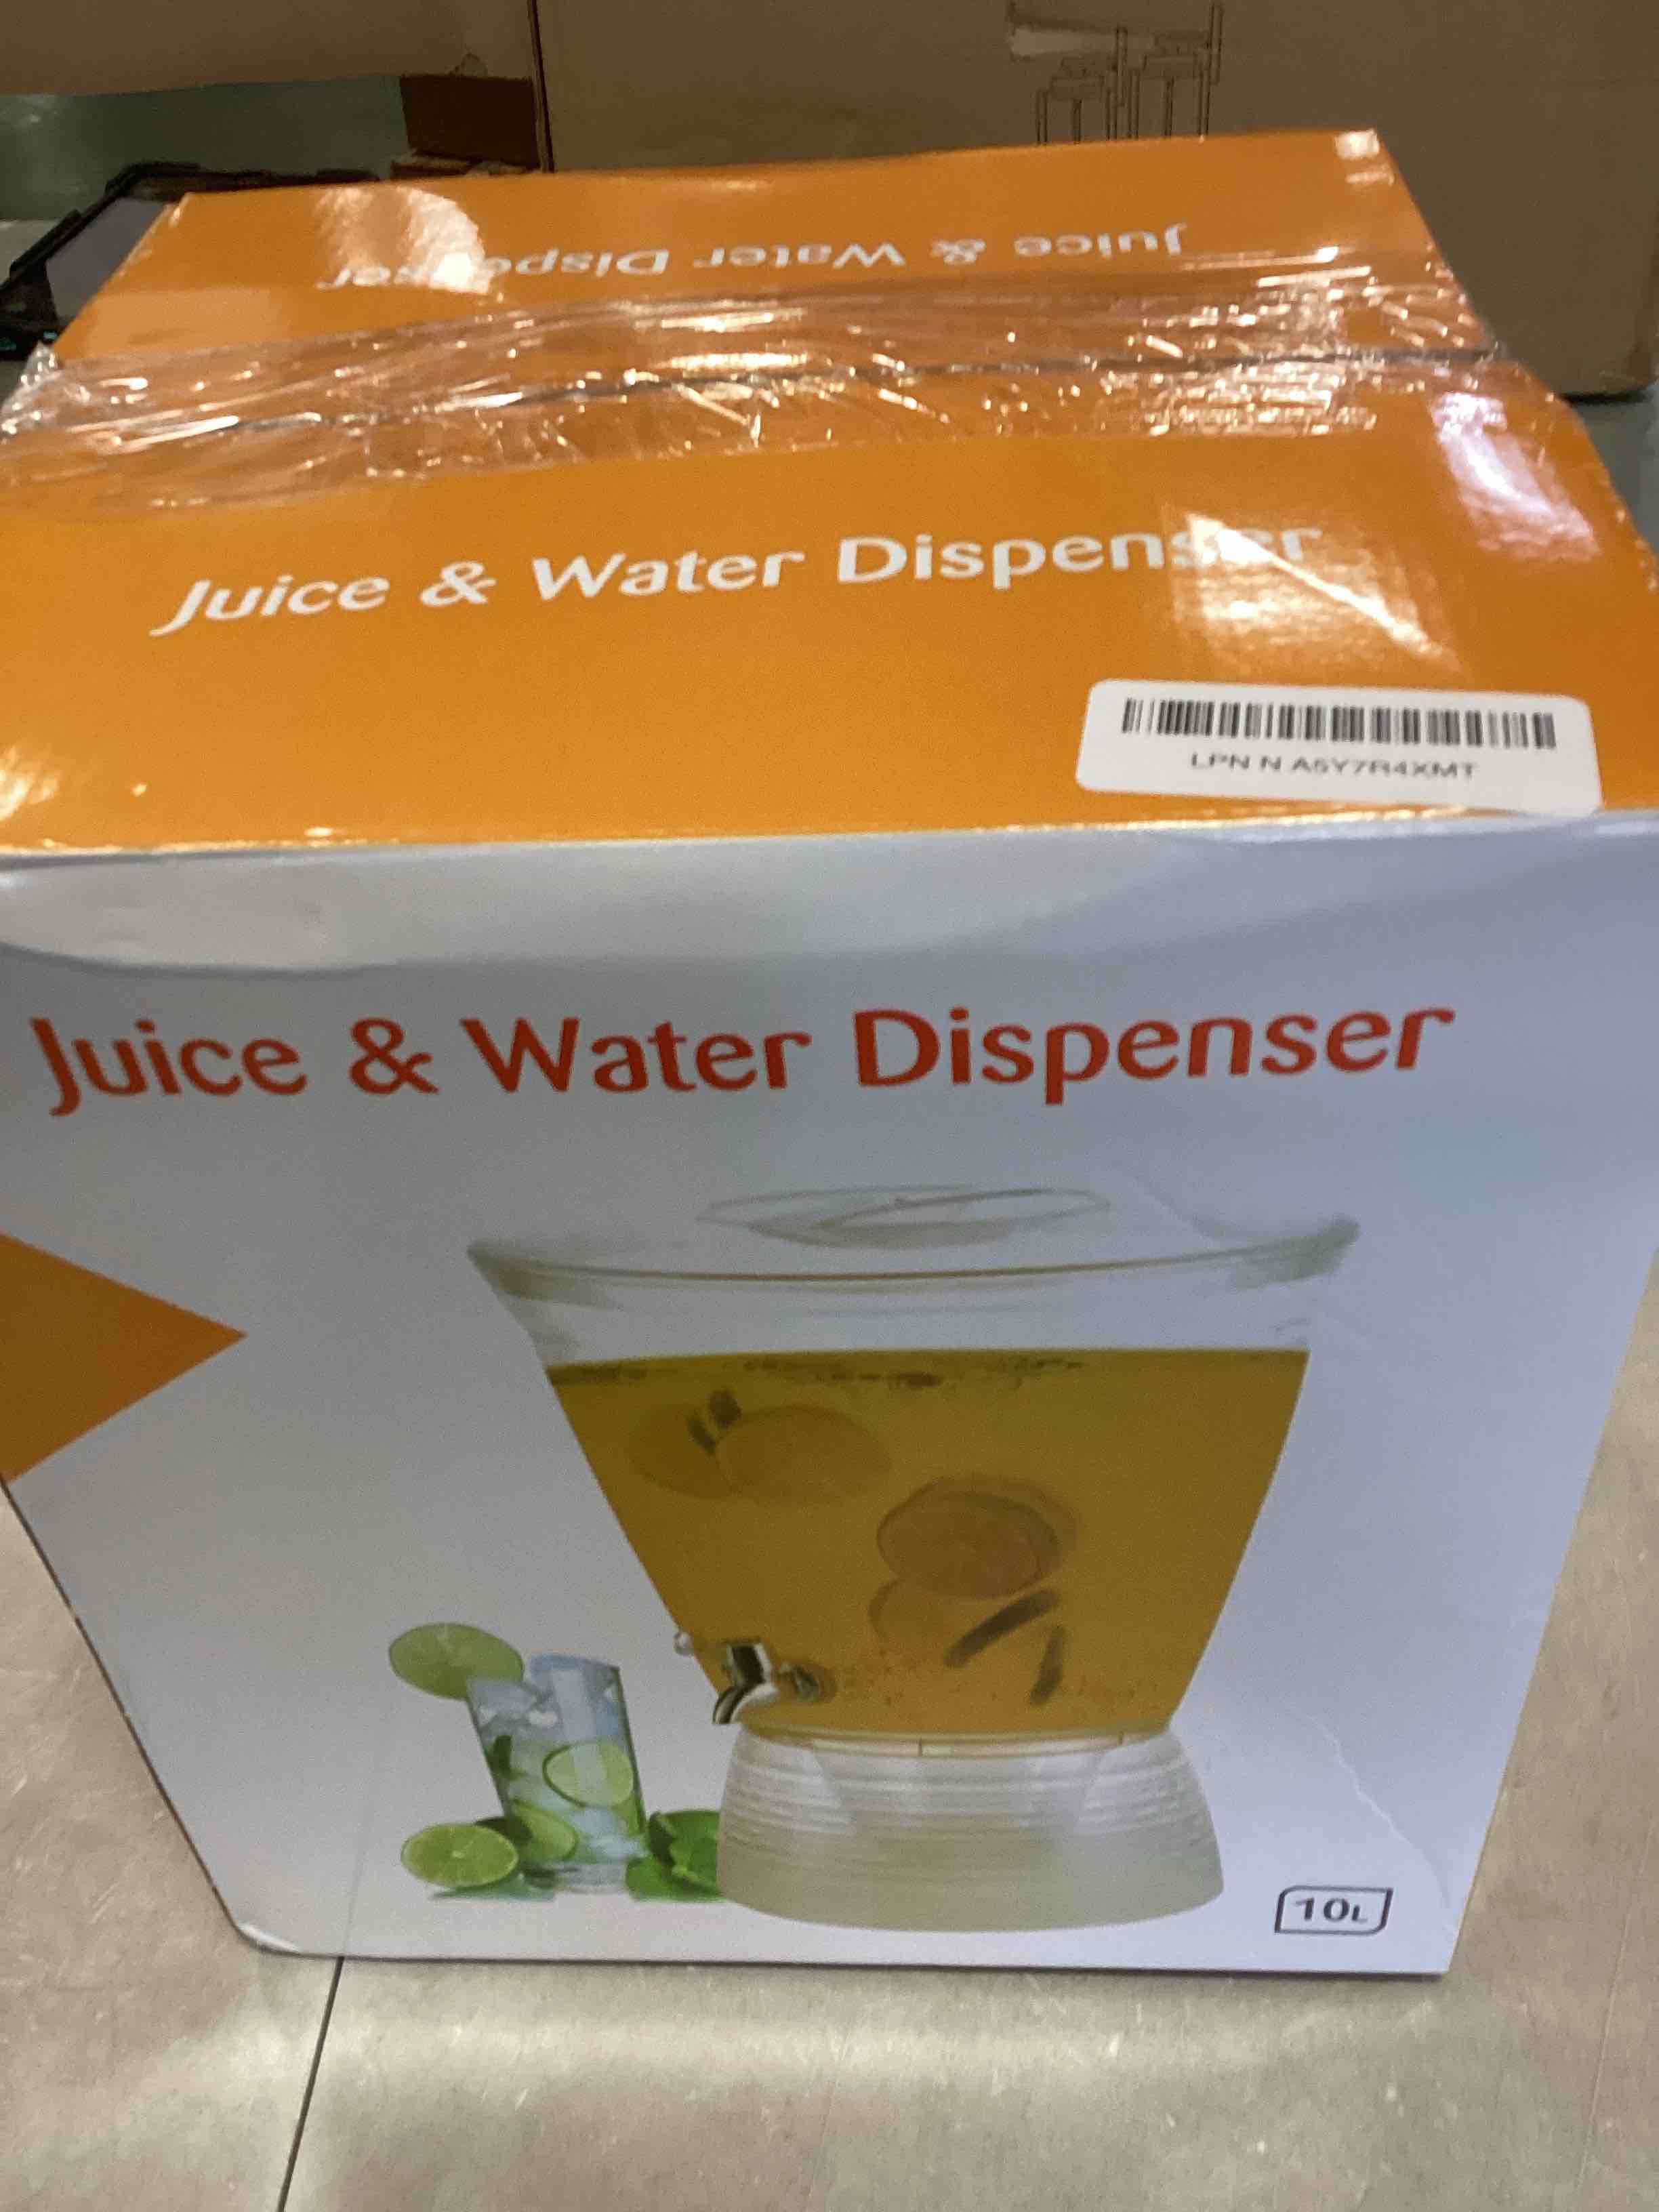 Juice & Water Dispenser
Juice & Water Dispenser
LPN N A5Y7R4XMT
Juice & Water Dispenser
10L